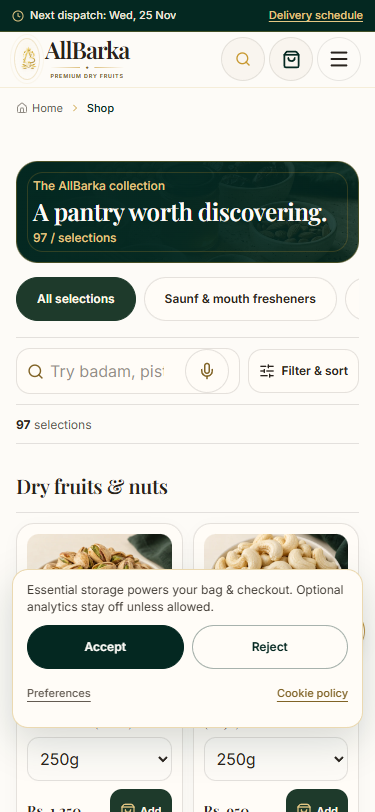 Next dispatch: Wed, 25 Nov
Delivery schedule
AllBarka
PREMIUM DRY FRUITS
Home > Shop
The AllBarka collection
A pantry worth discovering.
97 / selections
All selections
Saunf & mouth fresheners
Try badam, pis
Filter & sort
97 selections
Dry fruits & nuts
Essential storage powers your bag & checkout. Optional
analytics stay off unless allowed.
Accept
Reject
Preferences
Cookie policy
250g
250g
Add
Add